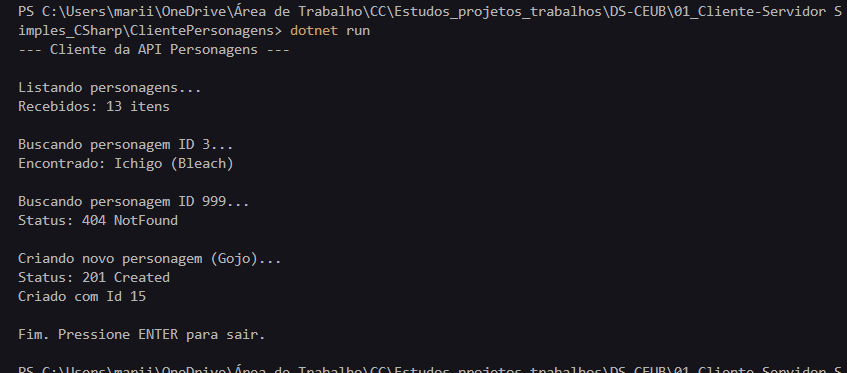 PS C:\Users\marii\OneDrive\Área de Trabalho\CC\Estudos_projetos_trabalhos\DS-CEUB\01_Cliente-Servidor S
imples_CSharp\ClientePersonagens> dotnet run
--- Cliente da API Personagens ---
Listando personagens...
Recebidos: 13 itens
Buscando personagem ID 3...
Encontrado: Ichigo (Bleach)
Buscando personagem ID 999...
Status: 404 NotFound
Criando novo personagem (Gojo)...
Status: 201 Created
Criado com Id 15
Fim. Pressione ENTER para sair.
PS C:\Users\marii\OneDrive\Área de Trabalho\CC\Estudos_projetos_trabalhos\DS-CEUB\01_Cliente-Servidor S